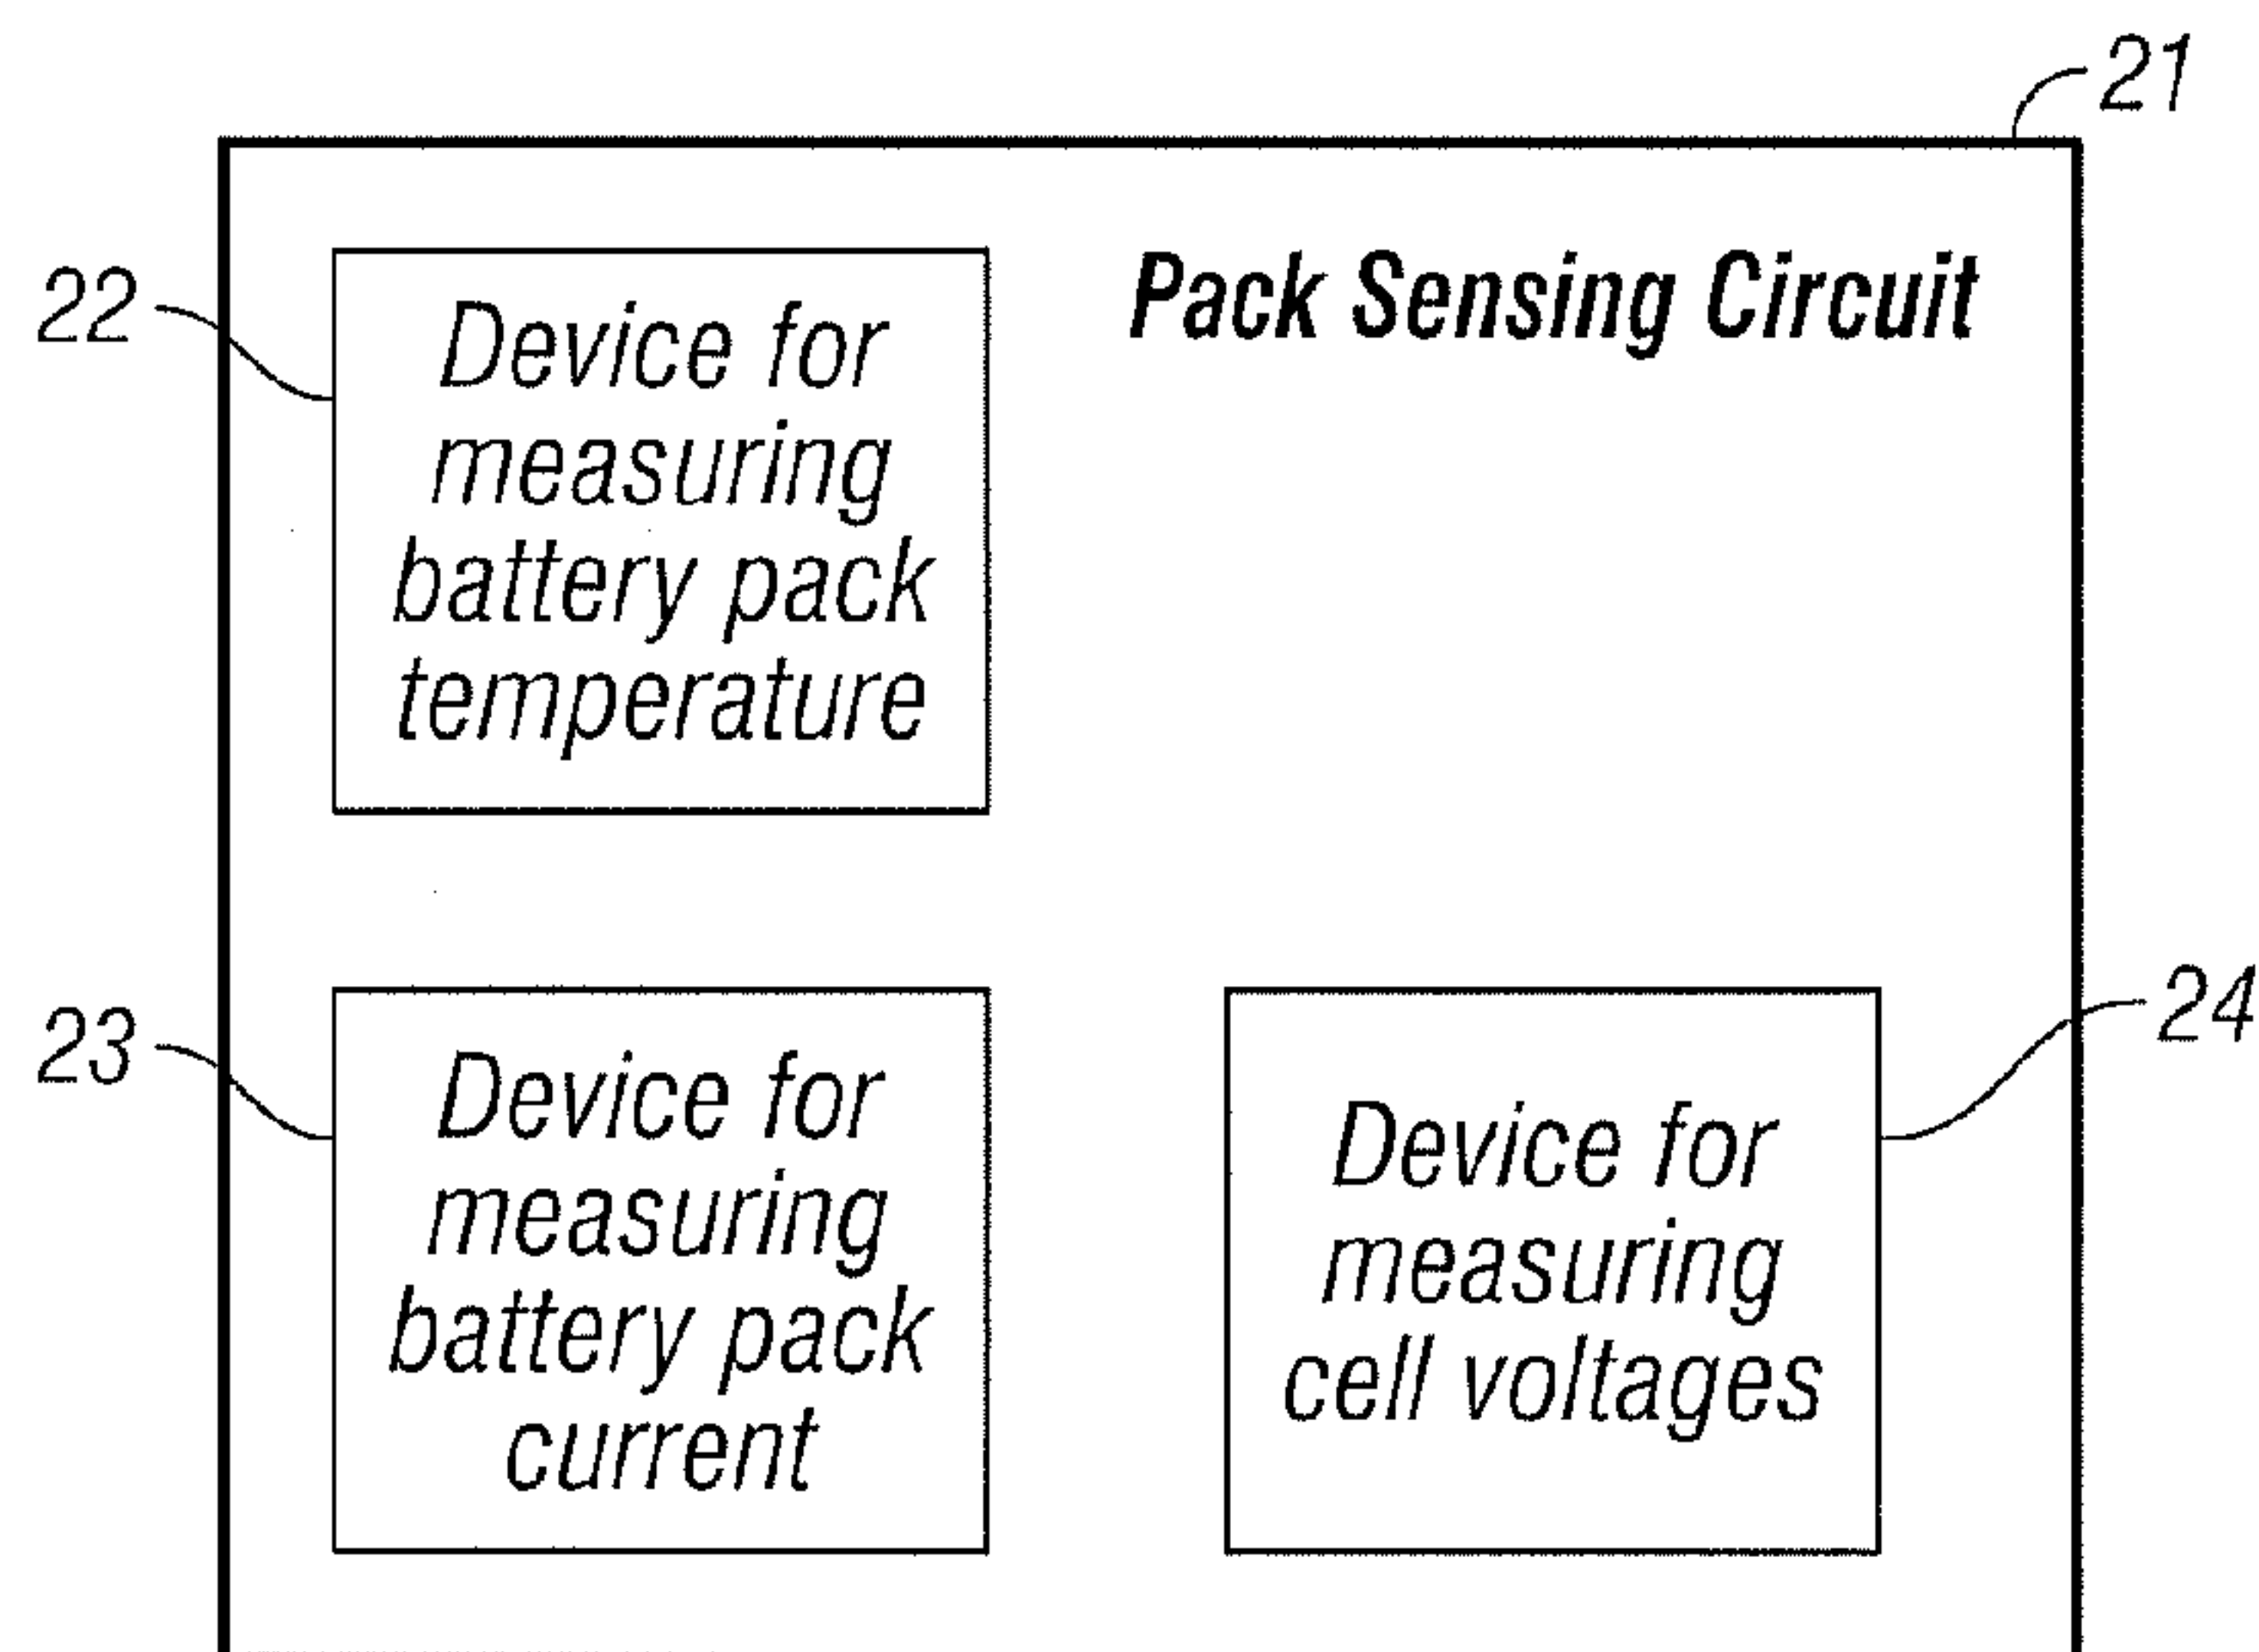 21
22
Device for
measuring
battery pack
temperature
Pack Sensing Circuit
23
Device for
measuring
battery pack
current
24
Device for
measuring
cell voltages